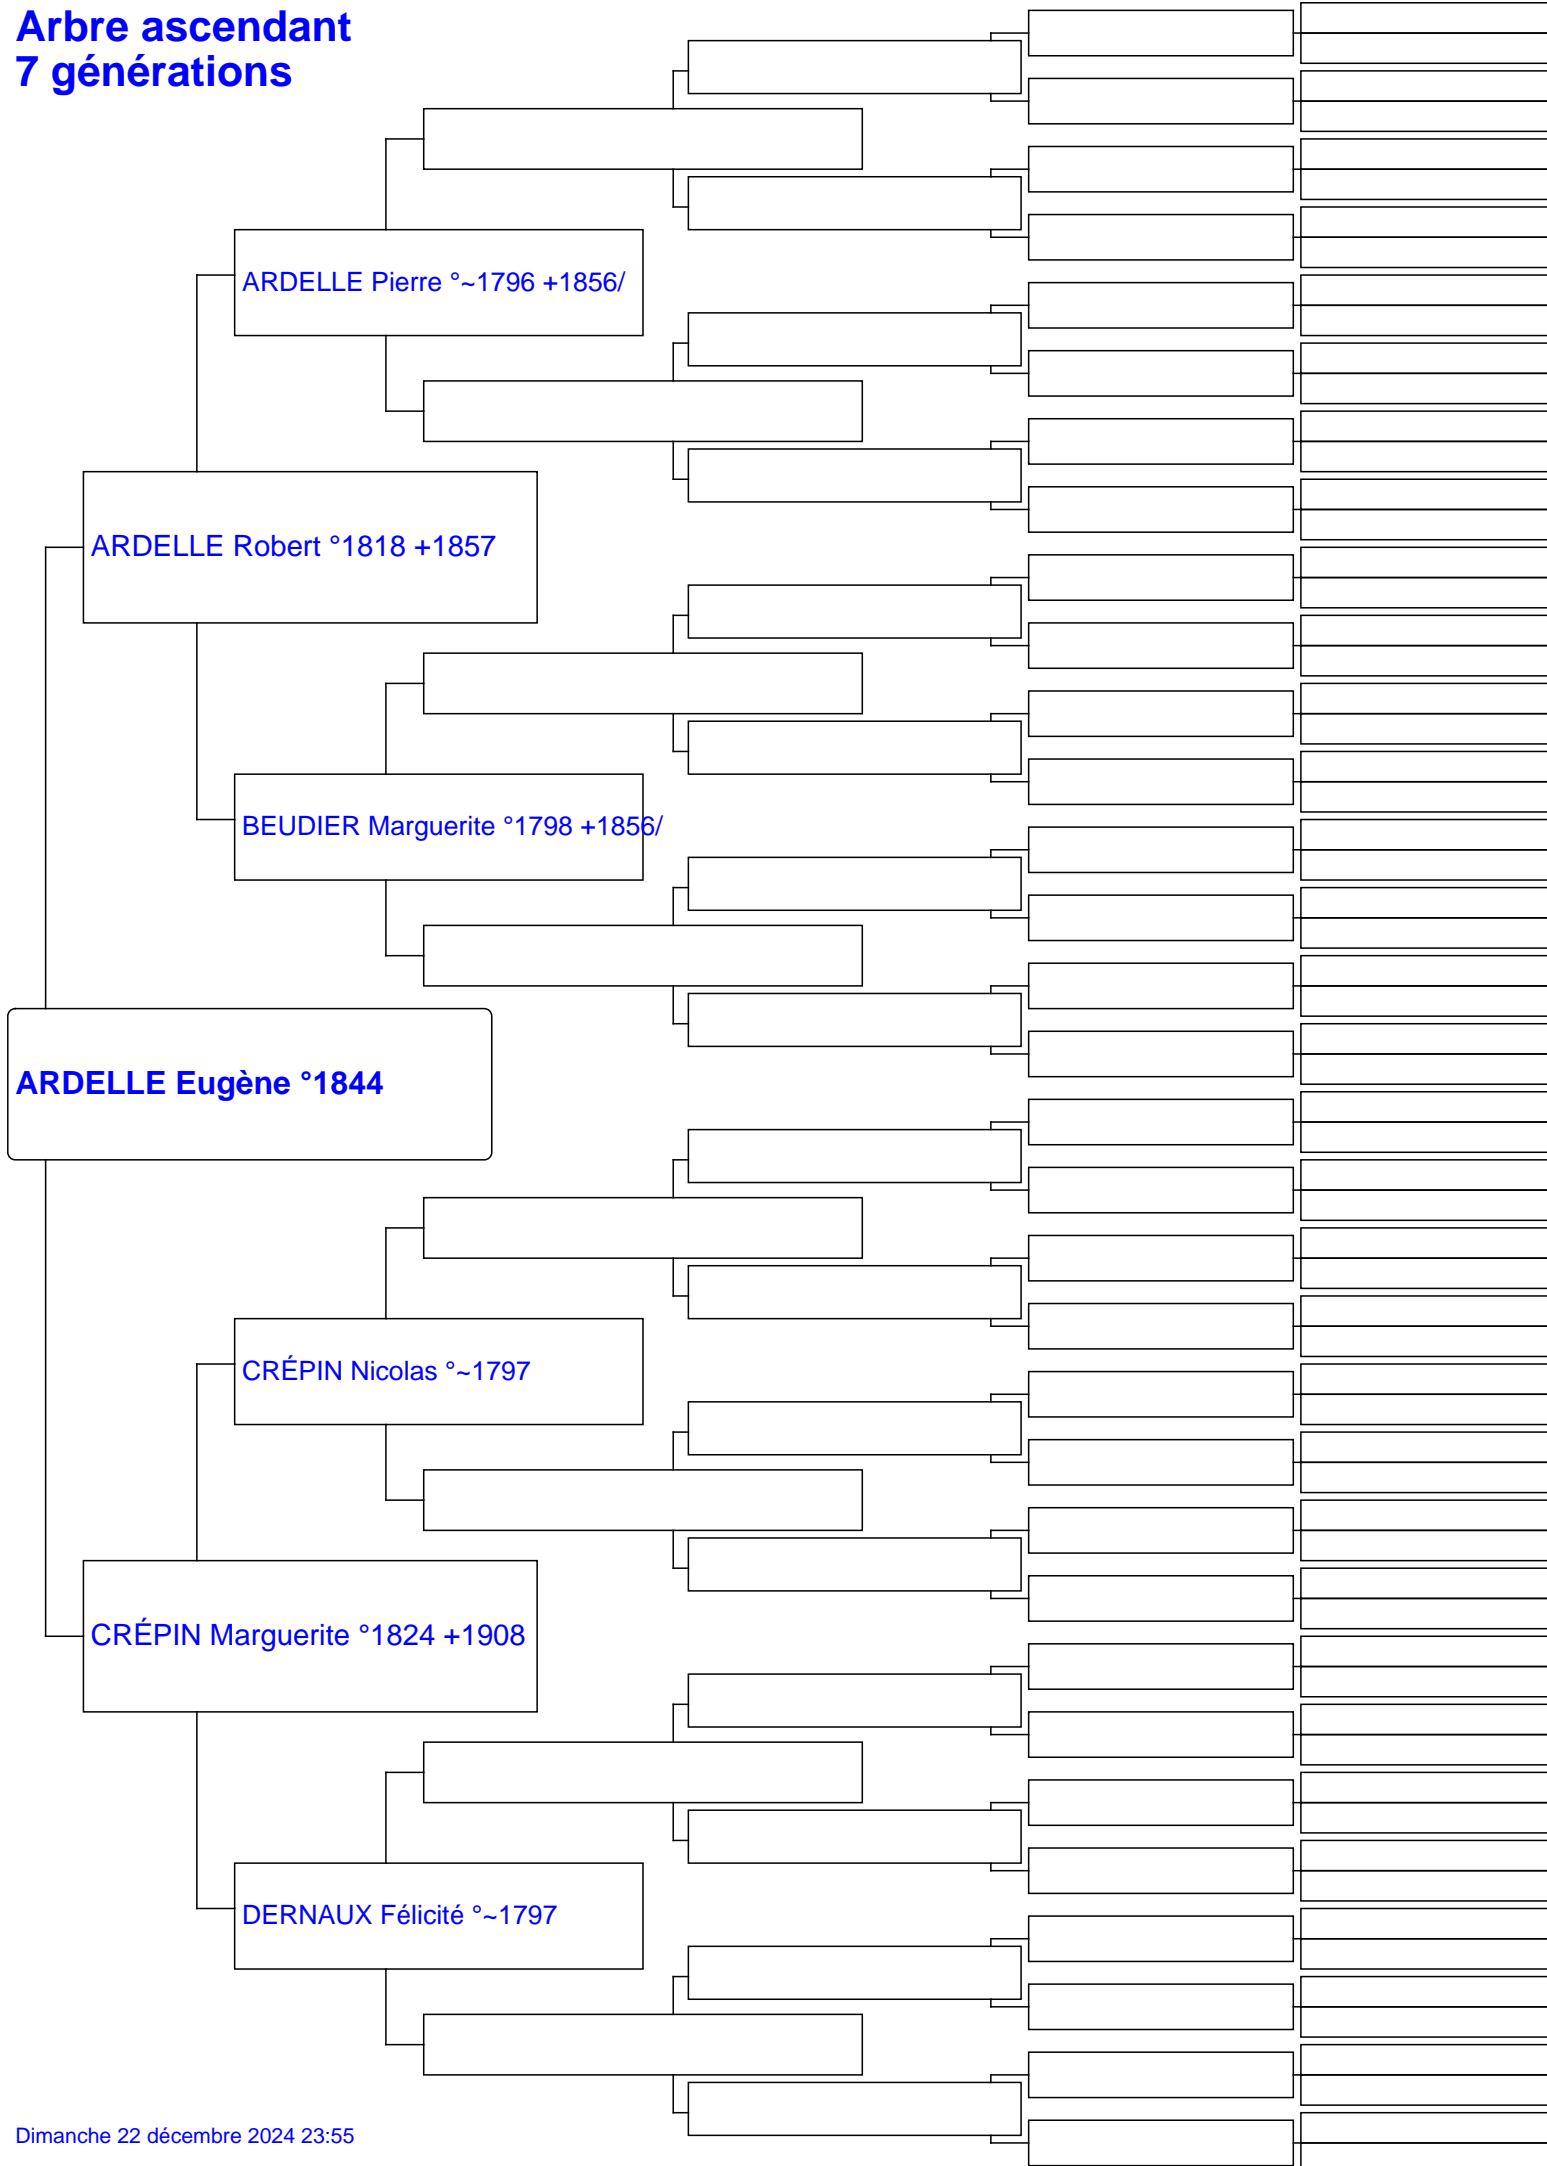 Arbre ascendant
7 générations
ARDELLE Pierre °~1796 +1856/
ARDELLE Robert °1818 +1857
BEUDIER Marguerite °1798 +1856/
ARDELLE Eugène °1844
CRÉPIN Nicolas °~1797
CRÉPIN Marguerite °1824 +1908
DERNAUX Félicité °~1797
Dimanche 22 décembre 2024 23:55